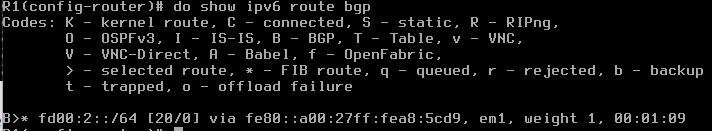 R1(config-router)# do show ipv6 route bgp
Codes: K - kernel route, C - connected, S - static, R - RIPng,
       O - OSPFv3, I - IS-IS, B - BGP, T - Table, v - VNC,
       V - VNC-Direct, A - Babel, f - OpenFabric,
       > - selected route, * - FIB route, q - queued, r - rejected, b - backup
       t - trapped, o - offload failure
B>* fd00:2::/64 [20/0] via fe80::a00:27ff:fea8:5cd9, em1, weight 1, 00:01:09
R1(config-router)#